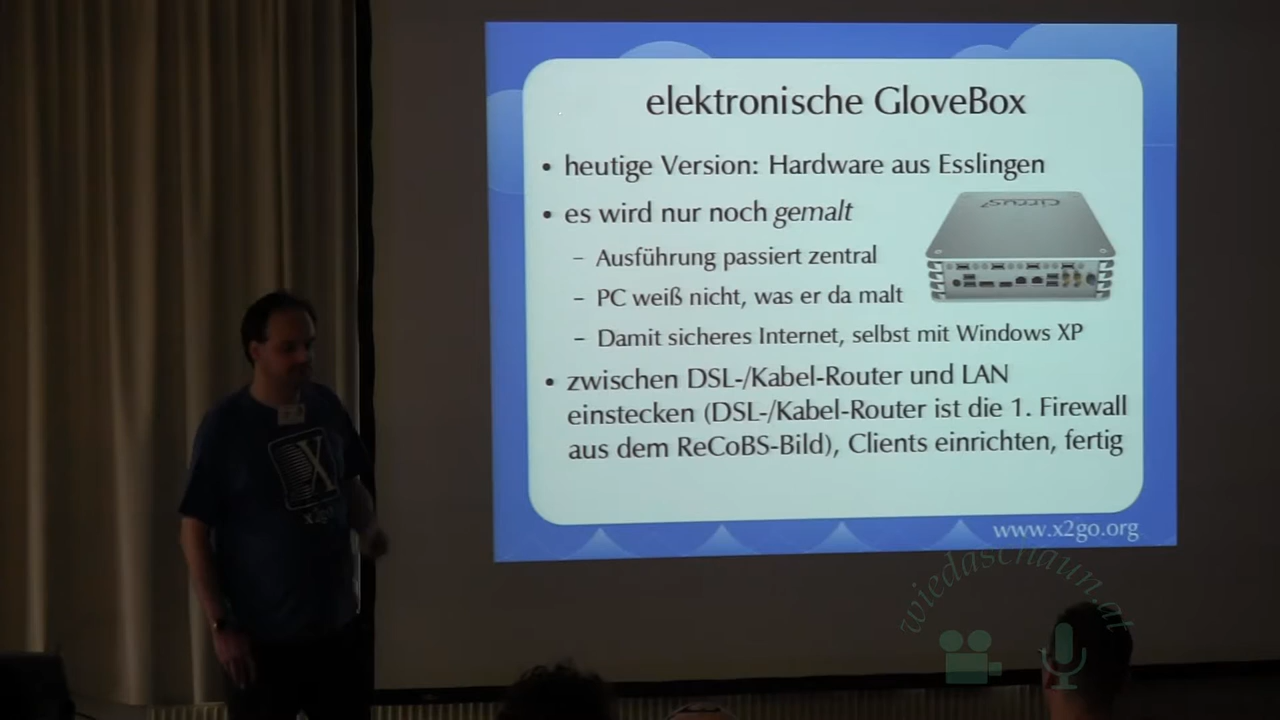 elektronische GloveBox
• heutige Version: Hardware aus Esslingen
• es wird nur noch gemalt
– Ausführung passiert zentral
– PC weiß nicht, was er da malt
– Damit sicheres Internet, selbst mit Windows XP
• zwischen DSL-/Kabel-Router und LAN
einstecken (DSL-/Kabel-Router ist die 1. Firewall
aus dem ReCoBS-Bild), Clients einrichten, fertig
cirrus
www.x2go.org
X
x2go
wiedaschaun.at